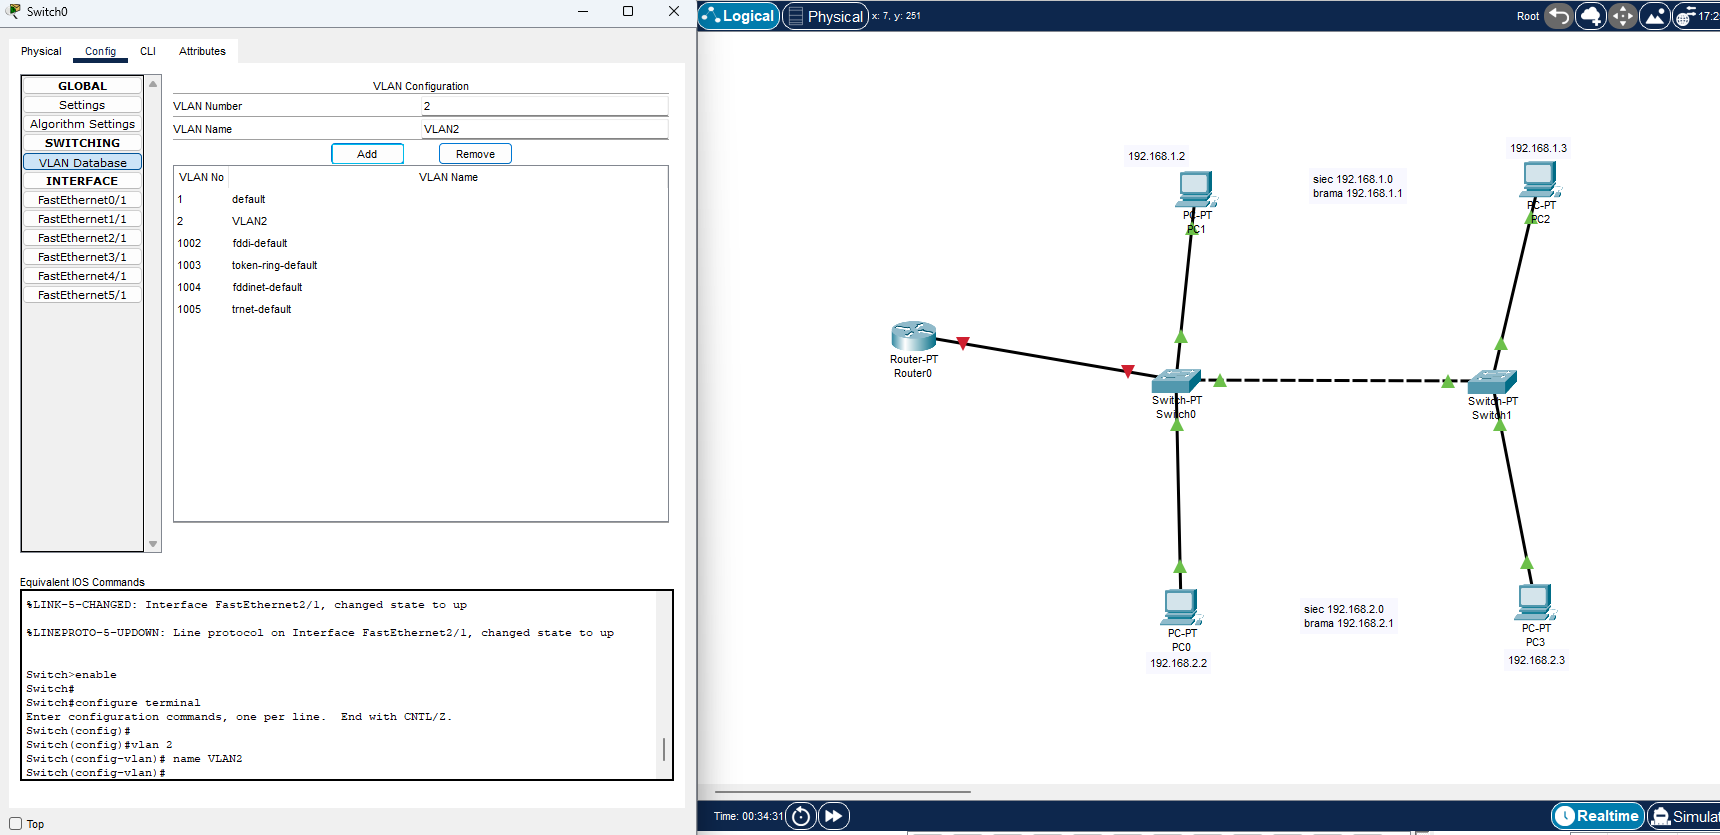 Switch0
Physical
Config
CLI
Attributes
GLOBAL
Settings
Algorithm Settings
SWITCHING
VLAN Database
INTERFACE
FastEthernet0/1
FastEthernet1/1
FastEthernet2/1
FastEthernet3/1
FastEthernet4/1
FastEthernet5/1
VLAN Configuration
VLAN Number 2
VLAN Name VLAN2
Add
Remove
VLAN No VLAN Name
1 default
2 VLAN2
1002 fddi-default
1003 token-ring-default
1004 fddinet-default
1005 trnet-default
Equivalent IOS Commands
%LINK-5-CHANGED: Interface FastEthernet2/1, changed state to up
%LINEPROTO-5-UPDOWN: Line protocol on Interface FastEthernet2/1, changed state to up
Switch>enable
Switch#
Switch#configure terminal
Enter configuration commands, one per line.  End with CNTL/Z.
Switch(config)#
Switch(config)#vlan 2
Switch(config-vlan)# name VLAN2
Switch(config-vlan)#
Top
Logical
Physical
x: 7, y: 251
Root
17:2
192.168.1.2
PC-PT
PC1
siec 192.168.1.0
brama 192.168.1.1
192.168.1.3
PC-PT
PC2
Router-PT
Router0
Switch-PT
Switch0
Switch-PT
Switch1
PC-PT
PC0
192.168.2.2
siec 192.168.2.0
brama 192.168.2.1
PC-PT
PC3
192.168.2.3
Time: 00:34:31
Realtime
Simulat